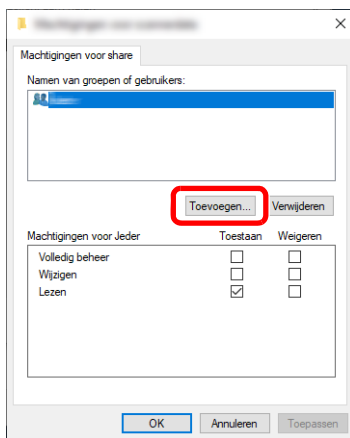 Machtigingen voor share
Namen van groepen of gebruikers:
Toevoegen... Verwijderen
Machtigingen voor Jeder Toestaan Weigeren
Volledig beheer
Wijzigen
Lezen
OK Annuleren Toepassen